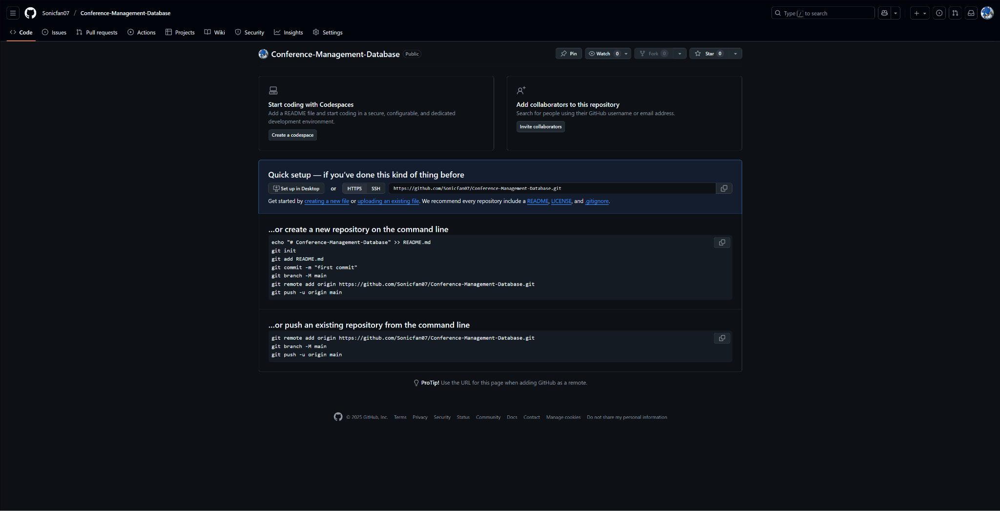 Sonicfan07 / Conference-Management-Database
Type / to search
Code Issues Pull requests Actions Projects Wiki Security Insights Settings
Conference-Management-Database Public
Pin Watch 0 Fork 0 Star 0
Start coding with Codespaces
Add a README file and start coding in a secure, configurable, and dedicated
development environment.
Create a codespace
Add collaborators to this repository
Search for people using their GitHub username or email address.
Invite collaborators
Quick setup — if you’ve done this kind of thing before
Set up in Desktop or HTTPS SSH https://github.com/Sonicfan07/Conference-Management-Database.git
Get started by creating a new file or uploading an existing file. We recommend every repository include a README, LICENSE, and .gitignore.
…or create a new repository on the command line
echo "# Conference-Management-Database" >> README.md
git init
git add README.md
git commit -m "first commit"
git branch -M main
git remote add origin https://github.com/Sonicfan07/Conference-Management-Database.git
git push -u origin main
…or push an existing repository from the command line
git remote add origin https://github.com/Sonicfan07/Conference-Management-Database.git
git branch -M main
git push -u origin main
ProTip! Use the URL for this page when adding GitHub as a remote.
© 2025 GitHub, Inc. Terms Privacy Security Status Community Docs Contact Manage cookies Do not share my personal information